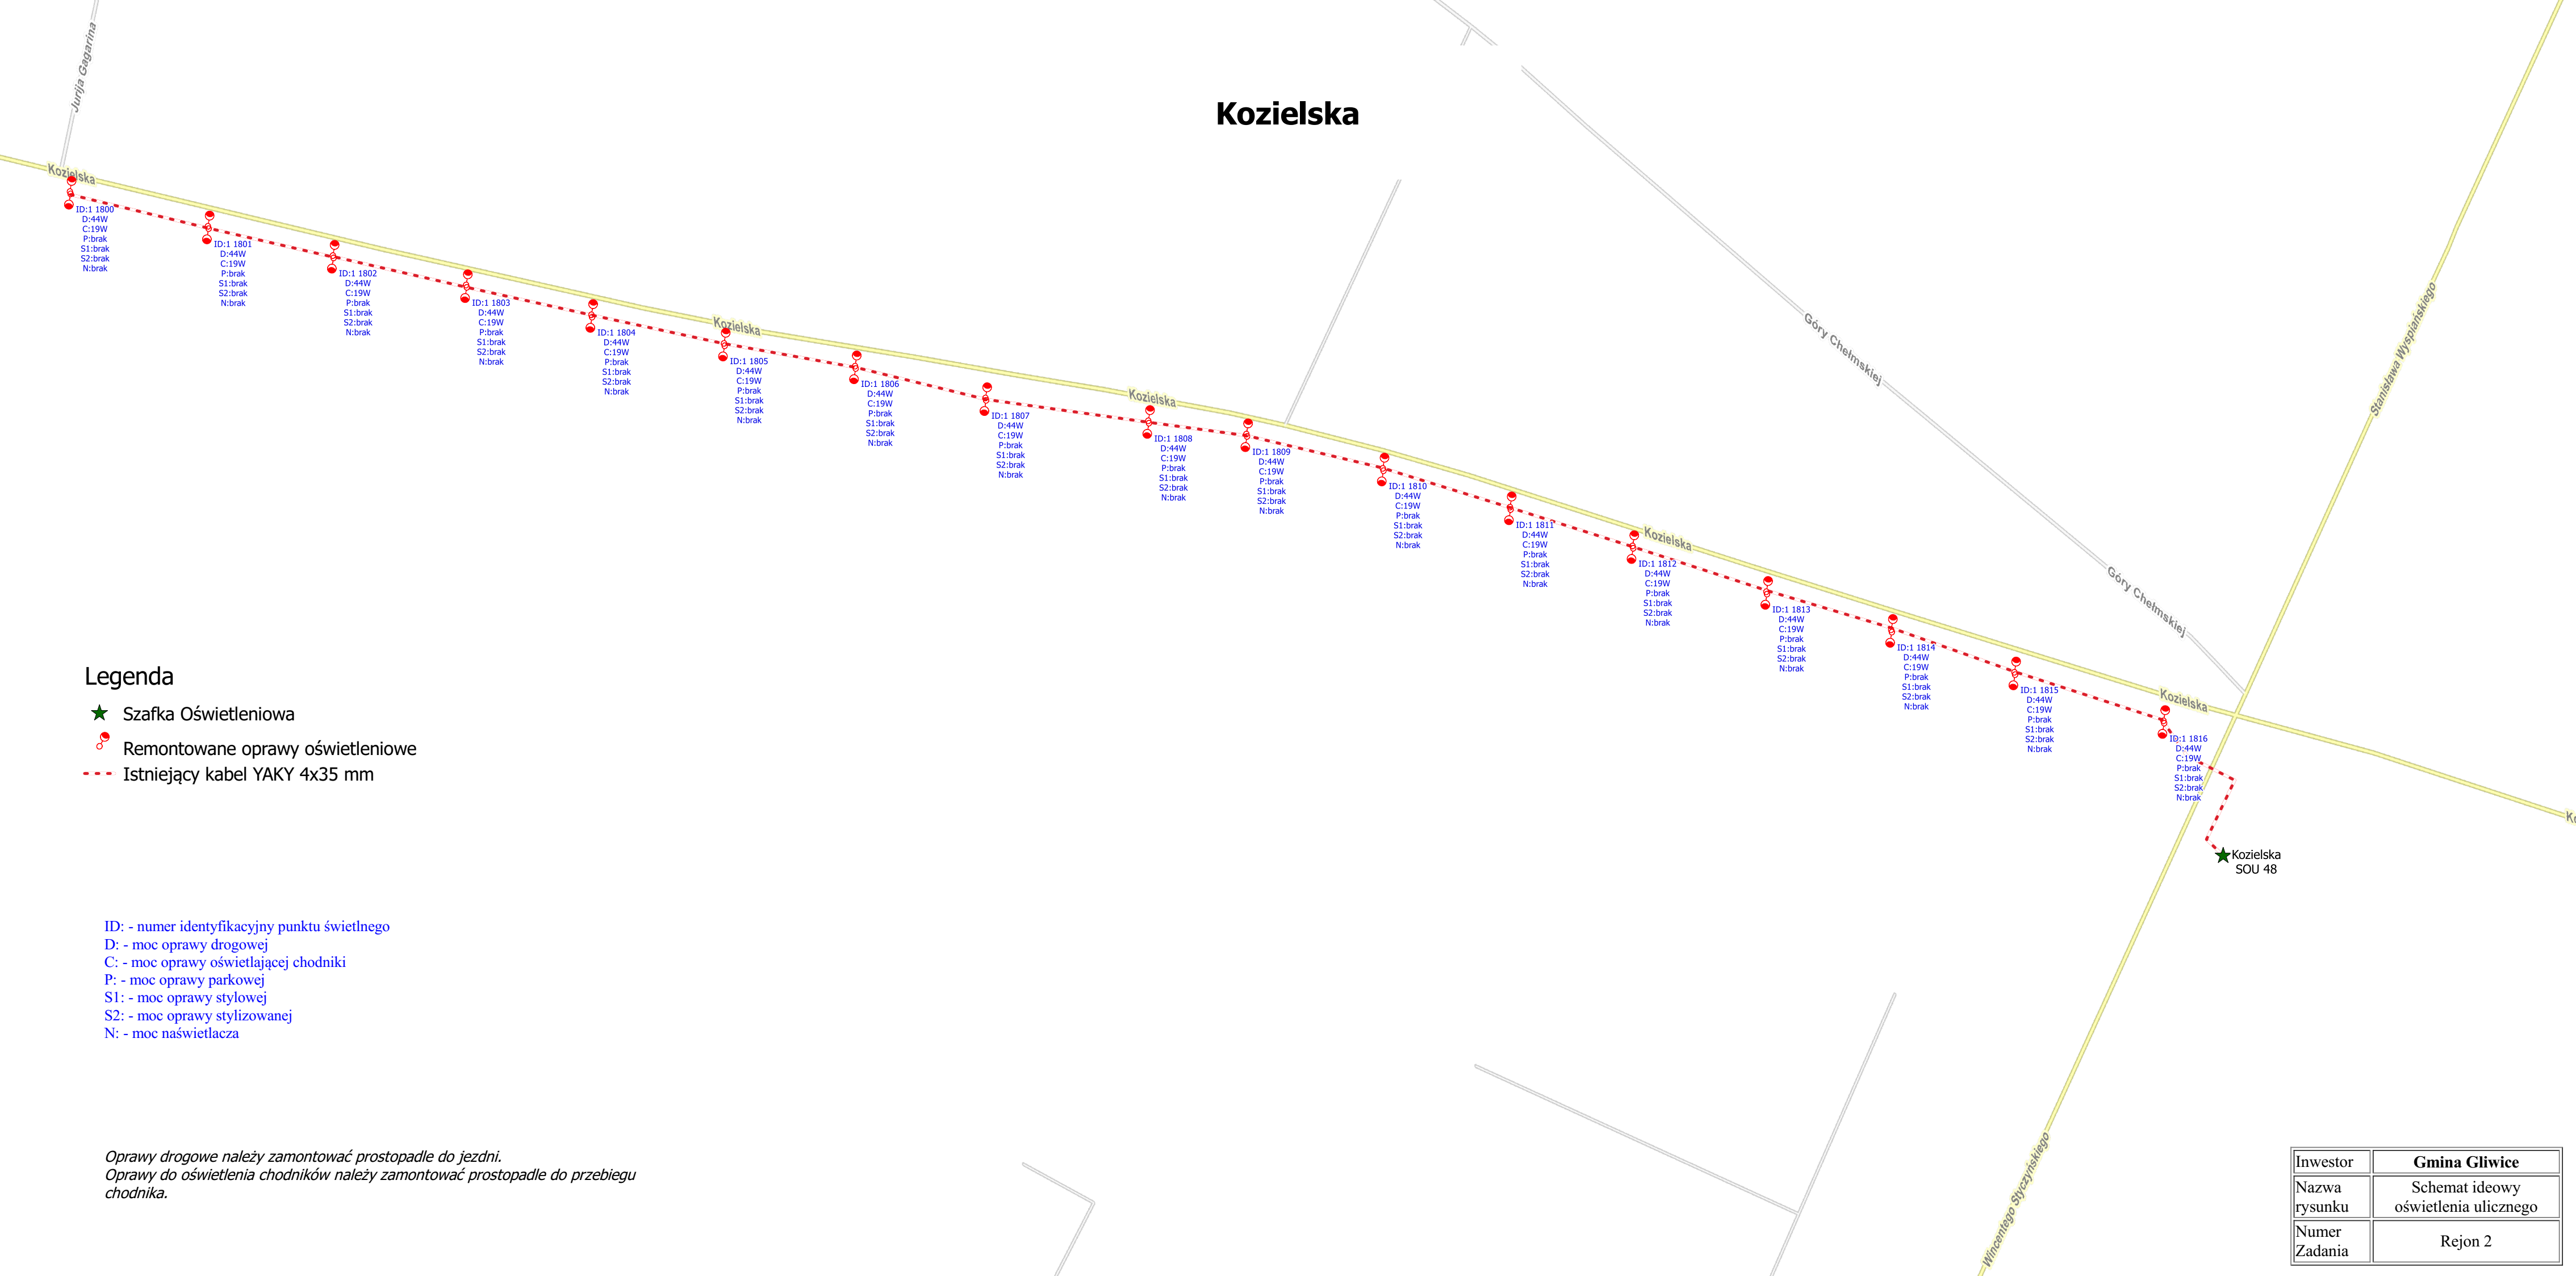 Jurija Gagarina
Kozielska
Kozielska
ID:1 1800
D:44W
C:19W
P:brak
S1:brak
S2:brak
N:brak
ID:1 1801
D:44W
C:19W
P:brak
S1:brak
S2:brak
N:brak
ID:1 1802
D:44W
C:19W
P:brak
S1:brak
S2:brak
N:brak
ID:1 1803
D:44W
C:19W
P:brak
S1:brak
S2:brak
N:brak
ID:1 1804
D:44W
C:19W
P:brak
S1:brak
S2:brak
N:brak
Kozielska
ID:1 1805
D:44W
C:19W
P:brak
S1:brak
S2:brak
N:brak
ID:1 1806
D:44W
C:19W
P:brak
S1:brak
S2:brak
N:brak
ID:1 1807
D:44W
C:19W
P:brak
S1:brak
S2:brak
N:brak
Kozielska
ID:1 1808
D:44W
C:19W
P:brak
S1:brak
S2:brak
N:brak
ID:1 1809
D:44W
C:19W
P:brak
S1:brak
S2:brak
N:brak
ID:1 1810
D:44W
C:19W
P:brak
S1:brak
S2:brak
N:brak
ID:1 1811
D:44W
C:19W
P:brak
S1:brak
S2:brak
N:brak
Kozielska
ID:1 1812
D:44W
C:19W
P:brak
S1:brak
S2:brak
N:brak
ID:1 1813
D:44W
C:19W
P:brak
S1:brak
S2:brak
N:brak
ID:1 1814
D:44W
C:19W
P:brak
S1:brak
S2:brak
N:brak
ID:1 1815
D:44W
C:19W
P:brak
S1:brak
S2:brak
N:brak
Kozielska
ID:1 1816
D:44W
C:19W
P:brak
S1:brak
S2:brak
N:brak
Góry Chełmskiej
Góry Chełmskiej
Stanisława Wyspiańskiego
Wincentego Styczyńskiego
Ko
Kozielska
SOU 48
Legenda
Szafka Oświetleniowa
Remontowane oprawy oświetleniowe
Istniejący kabel YAKY 4x35 mm
ID: - numer identyfikacyjny punktu świetlnego
D: - moc oprawy drogowej
C: - moc oprawy oświetlającej chodniki
P: - moc oprawy parkowej
S1: - moc oprawy stylowej
S2: - moc oprawy stylizowanej
N: - moc naświetlacza
Oprawy drogowe należy zamontować prostopadle do jezdni.
Oprawy do oświetlenia chodników należy zamontować prostopadle do przebiegu
chodnika.
Inwestor Gmina Gliwice
Nazwa rysunku Schemat ideowy
oświetlenia ulicznego
Numer Zadania Rejon 2